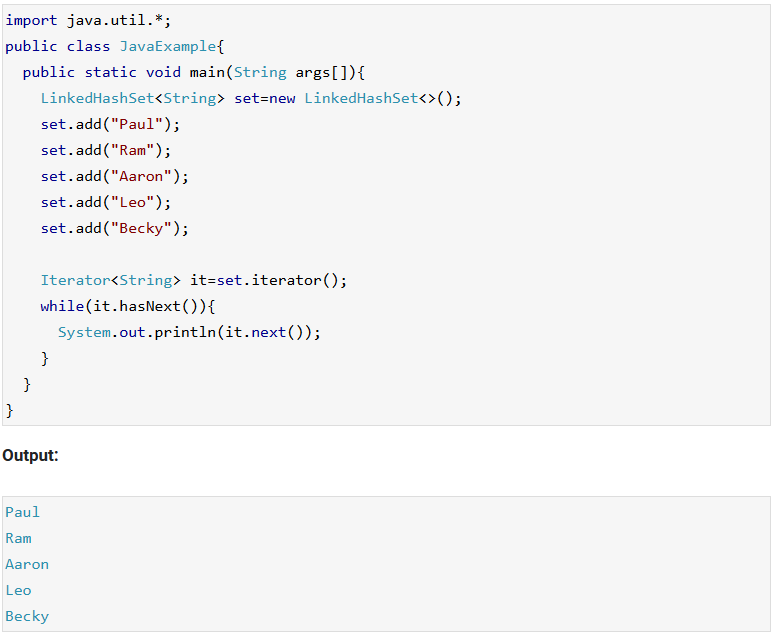 import java.util.*;
public class JavaExample{
  public static void main(String args[]){
    LinkedHashSet<String> set=new LinkedHashSet<>();
    set.add("Paul");
    set.add("Ram");
    set.add("Aaron");
    set.add("Leo");
    set.add("Becky");

    Iterator<String> it=set.iterator();
    while(it.hasNext()){
      System.out.println(it.next());
    }
  }
}
Output:
Paul
Ram
Aaron
Leo
Becky